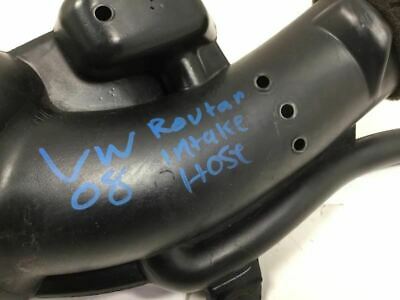 VW Routan
08 intake
Hose